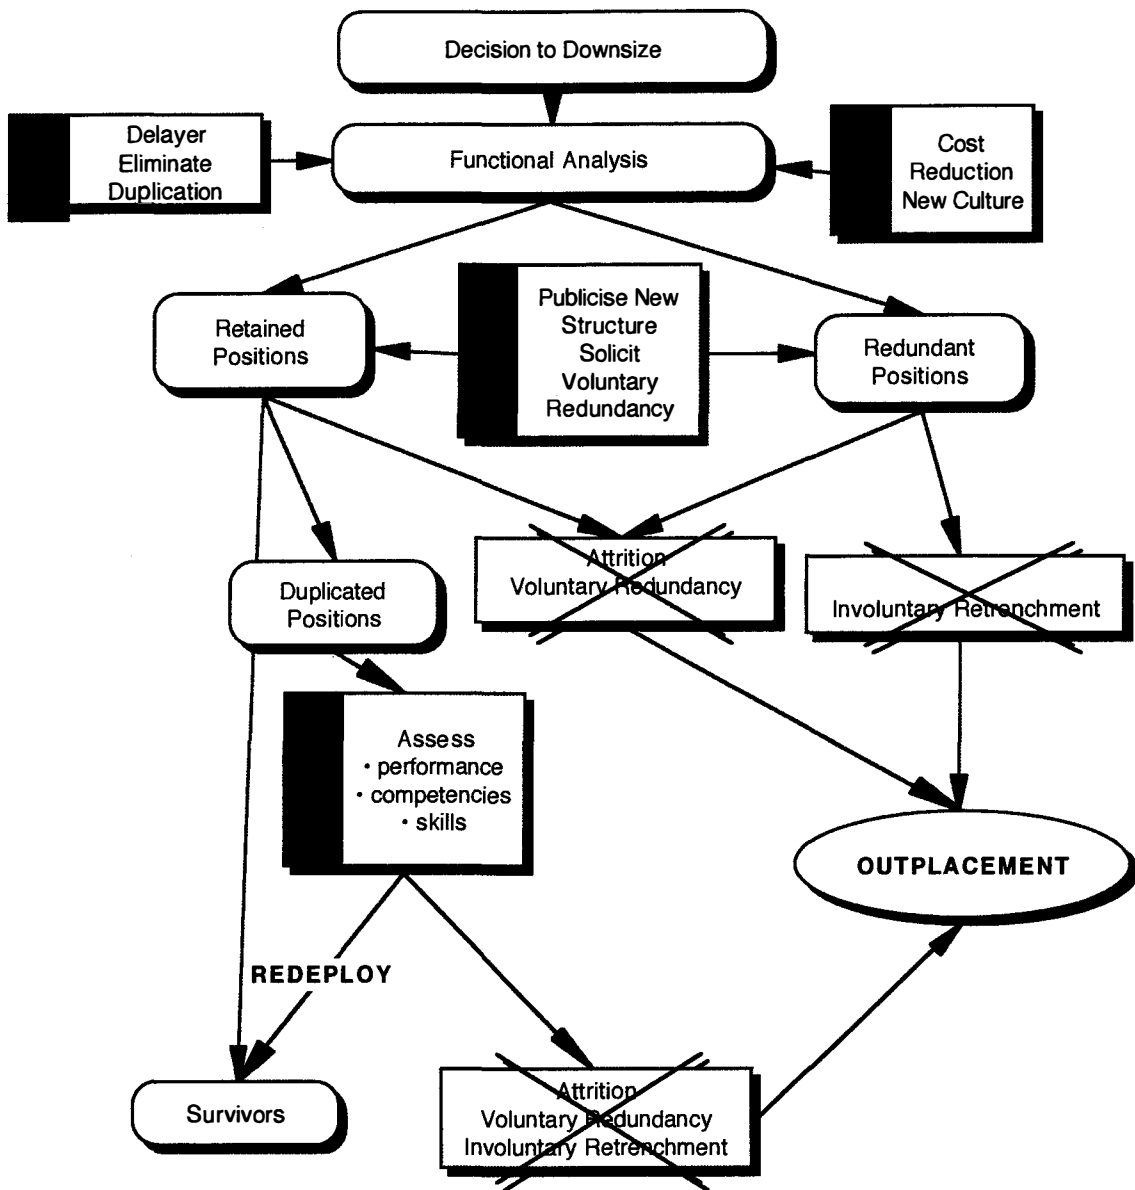 Decision to Downsize
Delayer
Eliminate
Duplication
Functional Analysis
Cost
Reduction
New Culture
Retained
Positions
Publicise New
Structure
Solicit
Voluntary
Redundancy
Redundant
Positions
Duplicated
Positions
Attrition
Voluntary Redundancy
Involuntary Retrenchment
Assess
· performance
· competencies
· skills
OUTPLACEMENT
REDEPLOY
Survivors
Attrition
Voluntary Redundancy
Involuntary Retrenchment